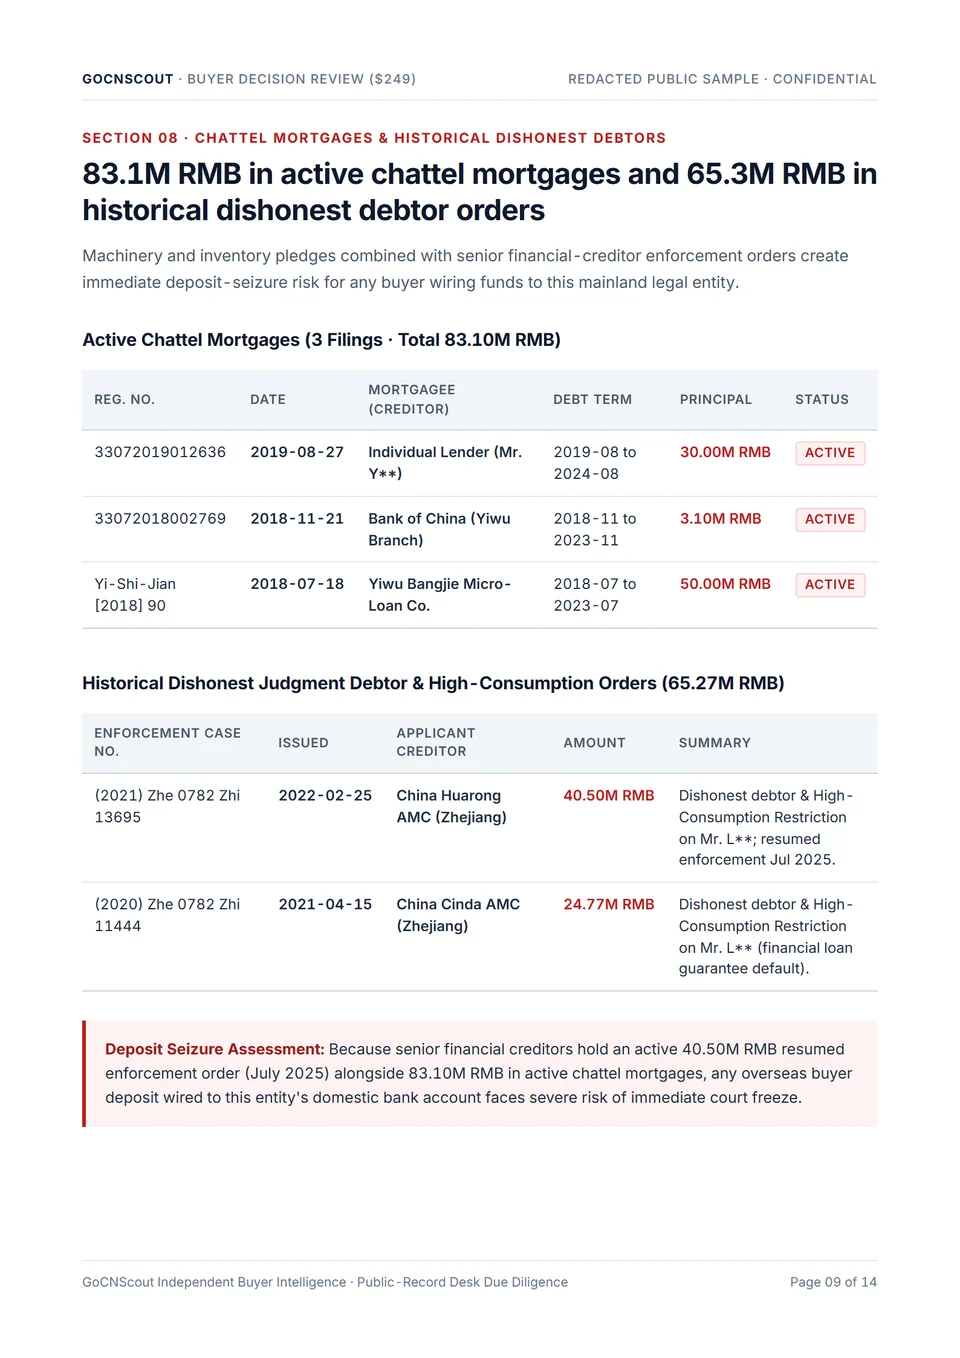 GOCNSCOUT · BUYER DECISION REVIEW ($249)
REDACTED PUBLIC SAMPLE · CONFIDENTIAL
SECTION 08 · CHATTEL MORTGAGES & HISTORICAL DISHONEST DEBTORS
83.1M RMB in active chattel mortgages and 65.3M RMB in
historical dishonest debtor orders
Machinery and inventory pledges combined with senior financial-creditor enforcement orders create
immediate deposit-seizure risk for any buyer wiring funds to this mainland legal entity.
Active Chattel Mortgages (3 Filings · Total 83.10M RMB)
REG. NO. DATE MORTGAGEE (CREDITOR) DEBT TERM PRINCIPAL STATUS
33072019012636 2019-08-27 Individual Lender (Mr. Y**) 2019-08 to 2024-08 30.00M RMB ACTIVE
33072018002769 2018-11-21 Bank of China (Yiwu Branch) 2018-11 to 2023-11 3.10M RMB ACTIVE
Yi-Shi-Jian [2018] 90 2018-07-18 Yiwu Bangjie Micro-Loan Co. 2018-07 to 2023-07 50.00M RMB ACTIVE
Historical Dishonest Judgment Debtor & High-Consumption Orders (65.27M RMB)
ENFORCEMENT CASE NO. ISSUED APPLICANT CREDITOR AMOUNT SUMMARY
(2021) Zhe 0782 Zhi 13695 2022-02-25 China Huarong AMC (Zhejiang) 40.50M RMB Dishonest debtor & High-Consumption Restriction on Mr. L**; resumed enforcement Jul 2025.
(2020) Zhe 0782 Zhi 11444 2021-04-15 China Cinda AMC (Zhejiang) 24.77M RMB Dishonest debtor & High-Consumption Restriction on Mr. L** (financial loan guarantee default).
Deposit Seizure Assessment: Because senior financial creditors hold an active 40.50M RMB resumed
enforcement order (July 2025) alongside 83.10M RMB in active chattel mortgages, any overseas buyer
deposit wired to this entity's domestic bank account faces severe risk of immediate court freeze.
GoCNScout Independent Buyer Intelligence · Public-Record Desk Due Diligence
Page 09 of 14